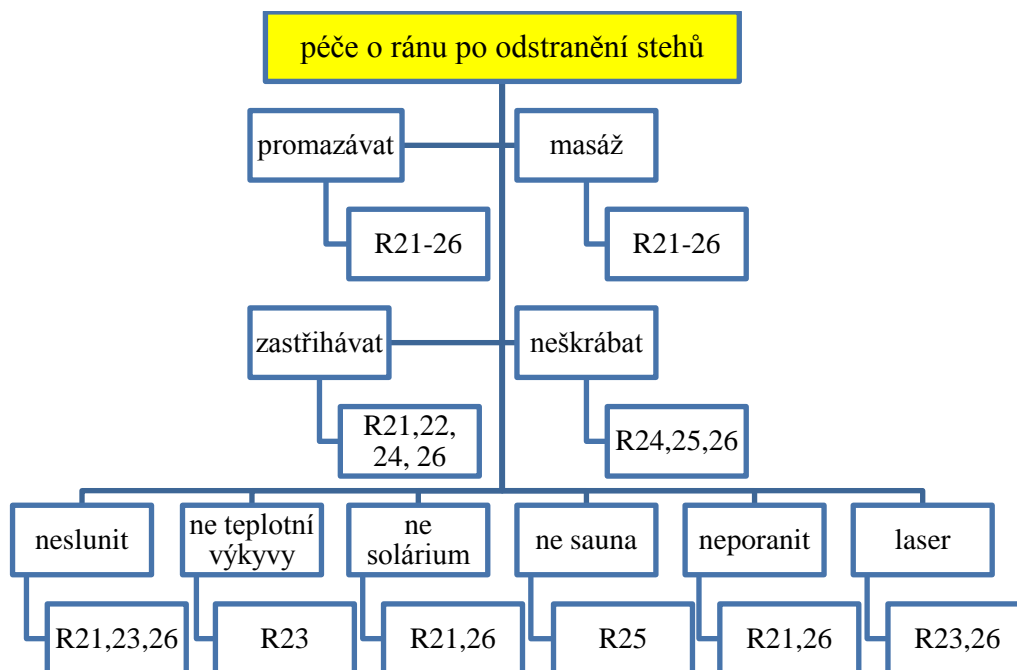 péče o ránu po odstranění stehů
promazávat
masáž
R21-26
R21-26
zastřihávat
neškrábat
R21,22,
24, 26
R24,25,26
neslunit
ne teplotní
výkyvy
ne
solárium
ne sauna
neporanit
laser
R21,23,26
R23
R21,26
R25
R21,26
R23,26